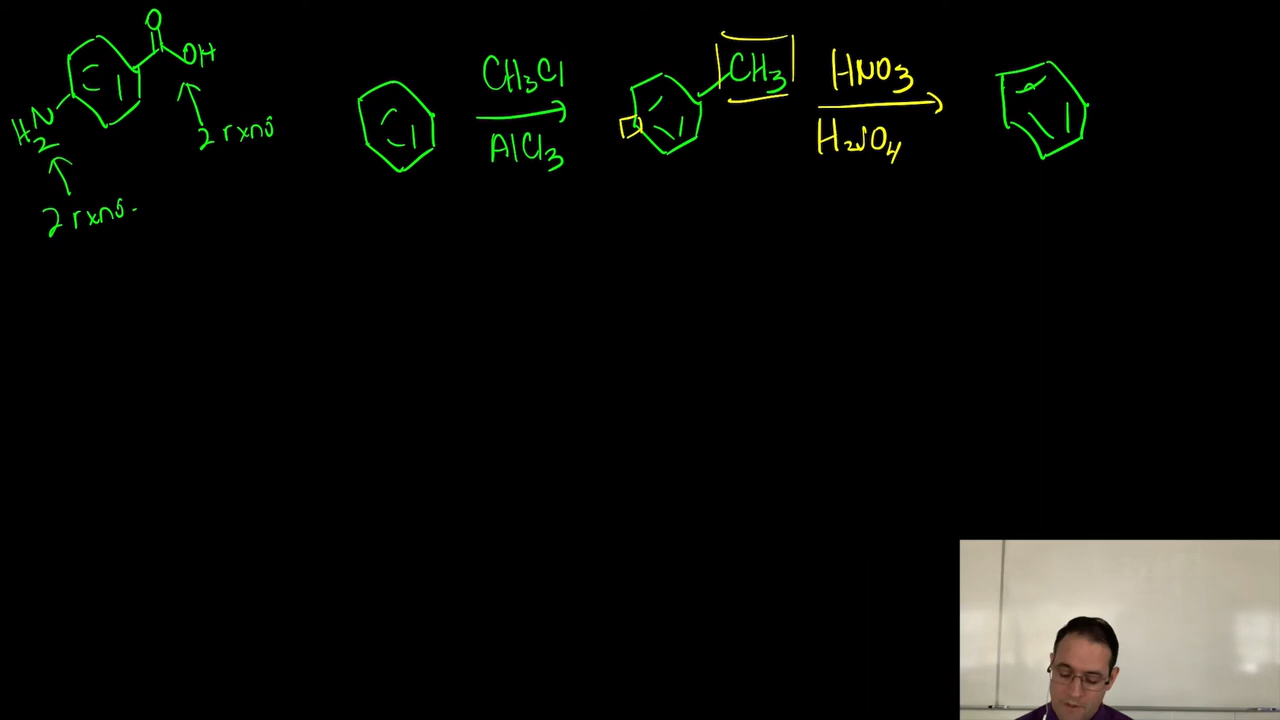 O
OH
H2N
2 rxns
2 rxns.
CH3Cl
AlCl3
CH3
HNO3
H2SO4